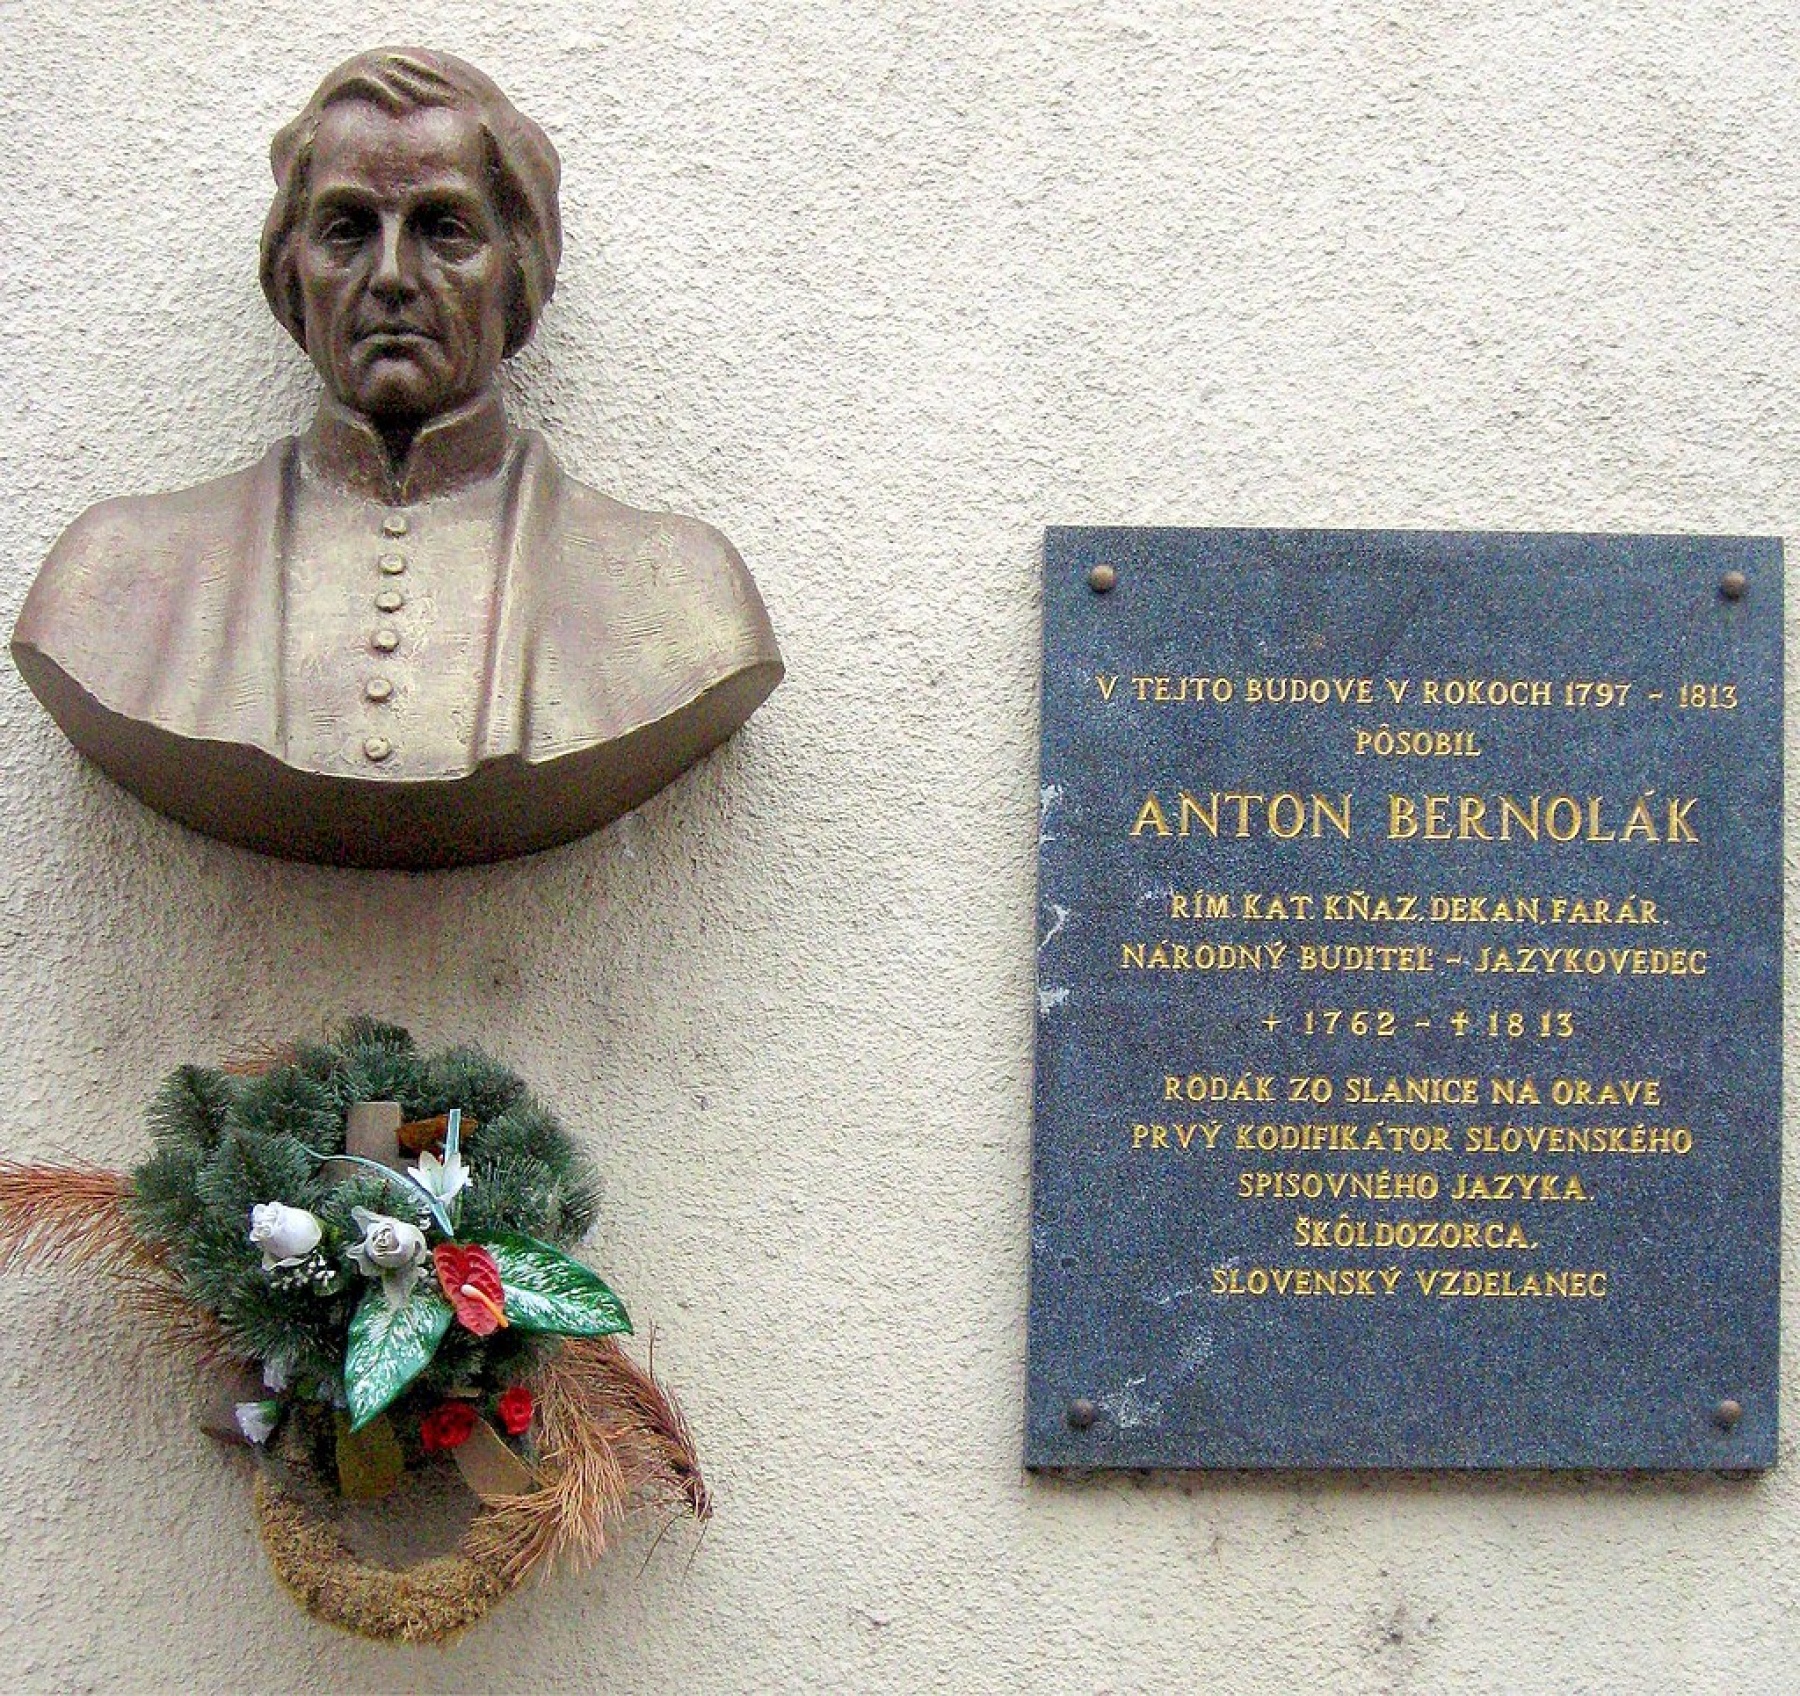 V TEJTO BUDOVE V ROKOCH 1797 - 1813
PÔSOBIL
ANTON BERNOLÁK
RÍM. KAT. KŇAZ, DEKAN, FARÁR.
NÁRODNÝ BUDITEĽ - JAZYKOVEDEC
+ 1762 - ✝ 1813
RODÁK ZO SLANICE NA ORAVE
PRVÝ KODIFIKÁTOR SLOVENSKÉHO
SPISOVNÉHO JAZYKA.
ŠKÔLDOZORCA,
SLOVENSKÝ VZDELANEC